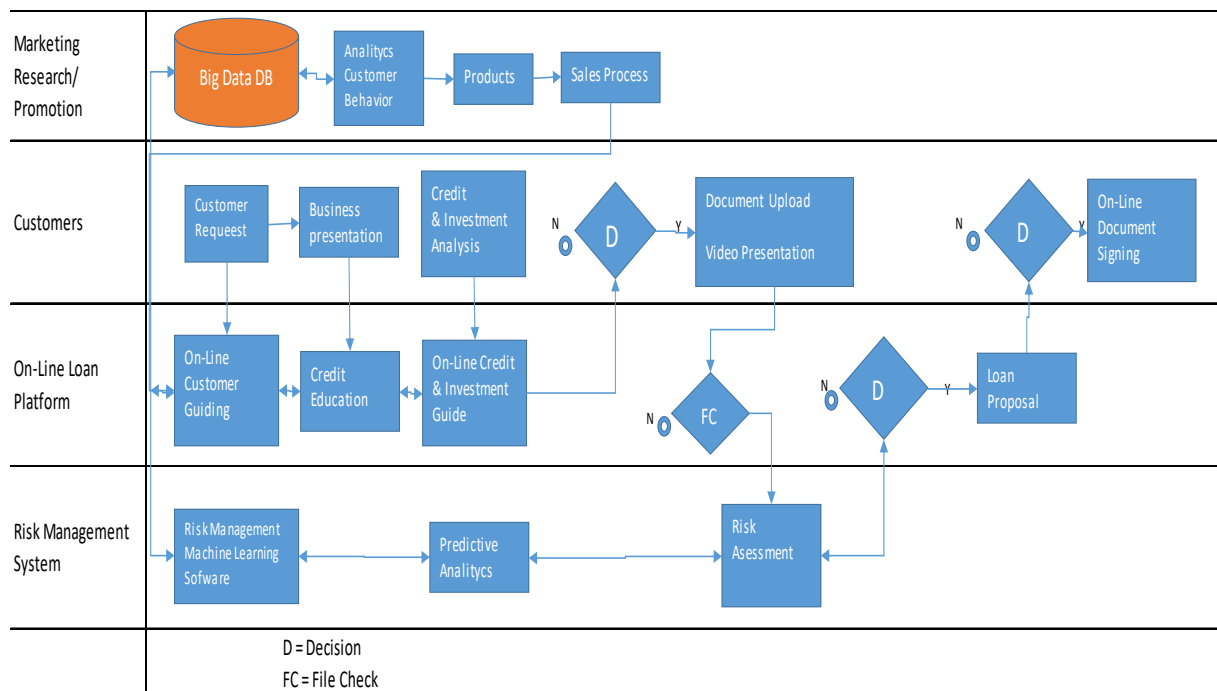 Marketing
Research/
Promotion
Big Data DB
Analitycs
Customer
Behavior
Products
Sales Process
Customers
Customer
Requeest
Business
presentation
Credit
& Investment
Analysis
N
D
Y
Document Upload
Video Presentation
N
D
Y
On-Line
Document
Signing
On-Line Loan
Platform
On-Line
Customer
Guiding
Credit
Education
On-Line Credit
& Investment
Guide
N
FC
N
D
Y
Loan
Proposal
Risk Management
System
Risk Management
Machine Learning
Sofware
Predictive
Analitycs
Risk
Asessment
D = Decision
FC = File Check